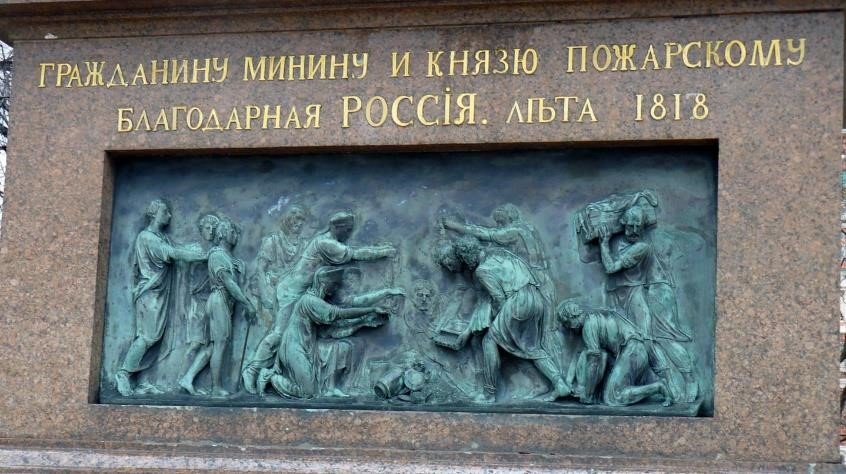 ГРАЖДАНИНУ МИНИНУ И КНЯЗЮ ПОЖАРСКОМУ
БЛАГОДАРНАЯ РОССІЯ. ЛѢТА 1818